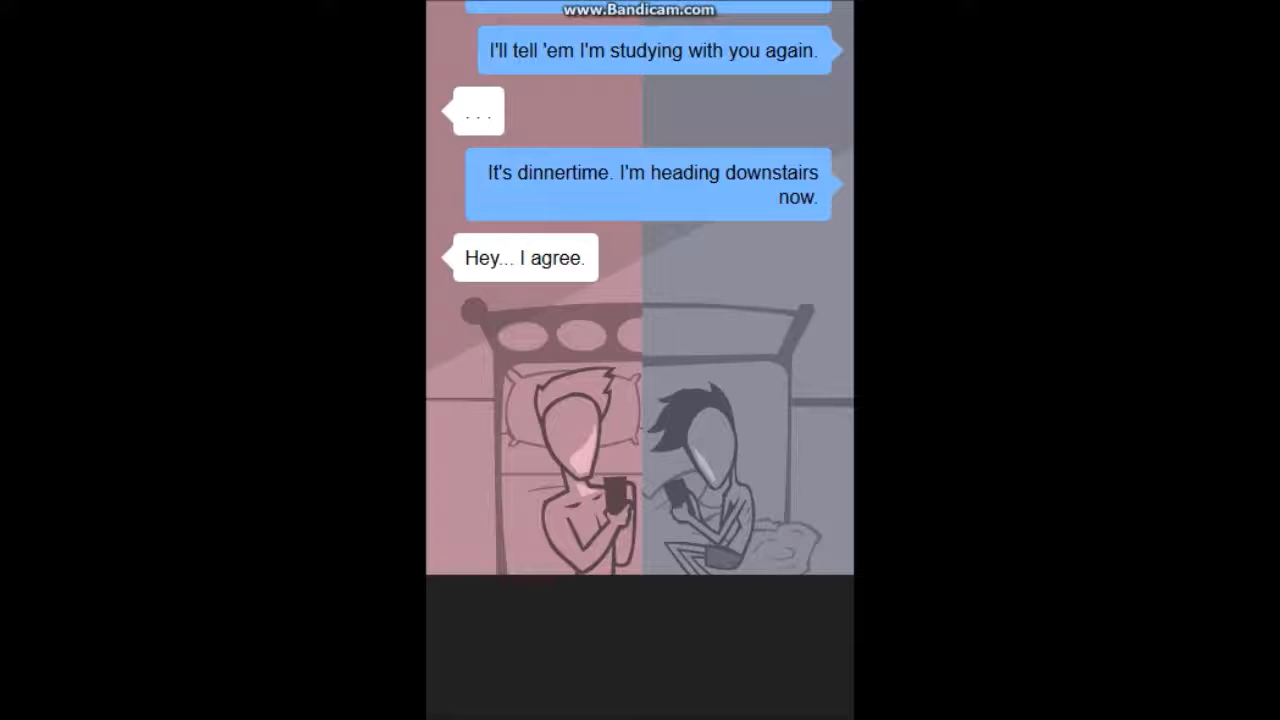 www.Bandicam.com
I'll tell 'em I'm studying with you again.
. . .
It's dinnertime. I'm heading downstairs
now.
Hey... I agree.